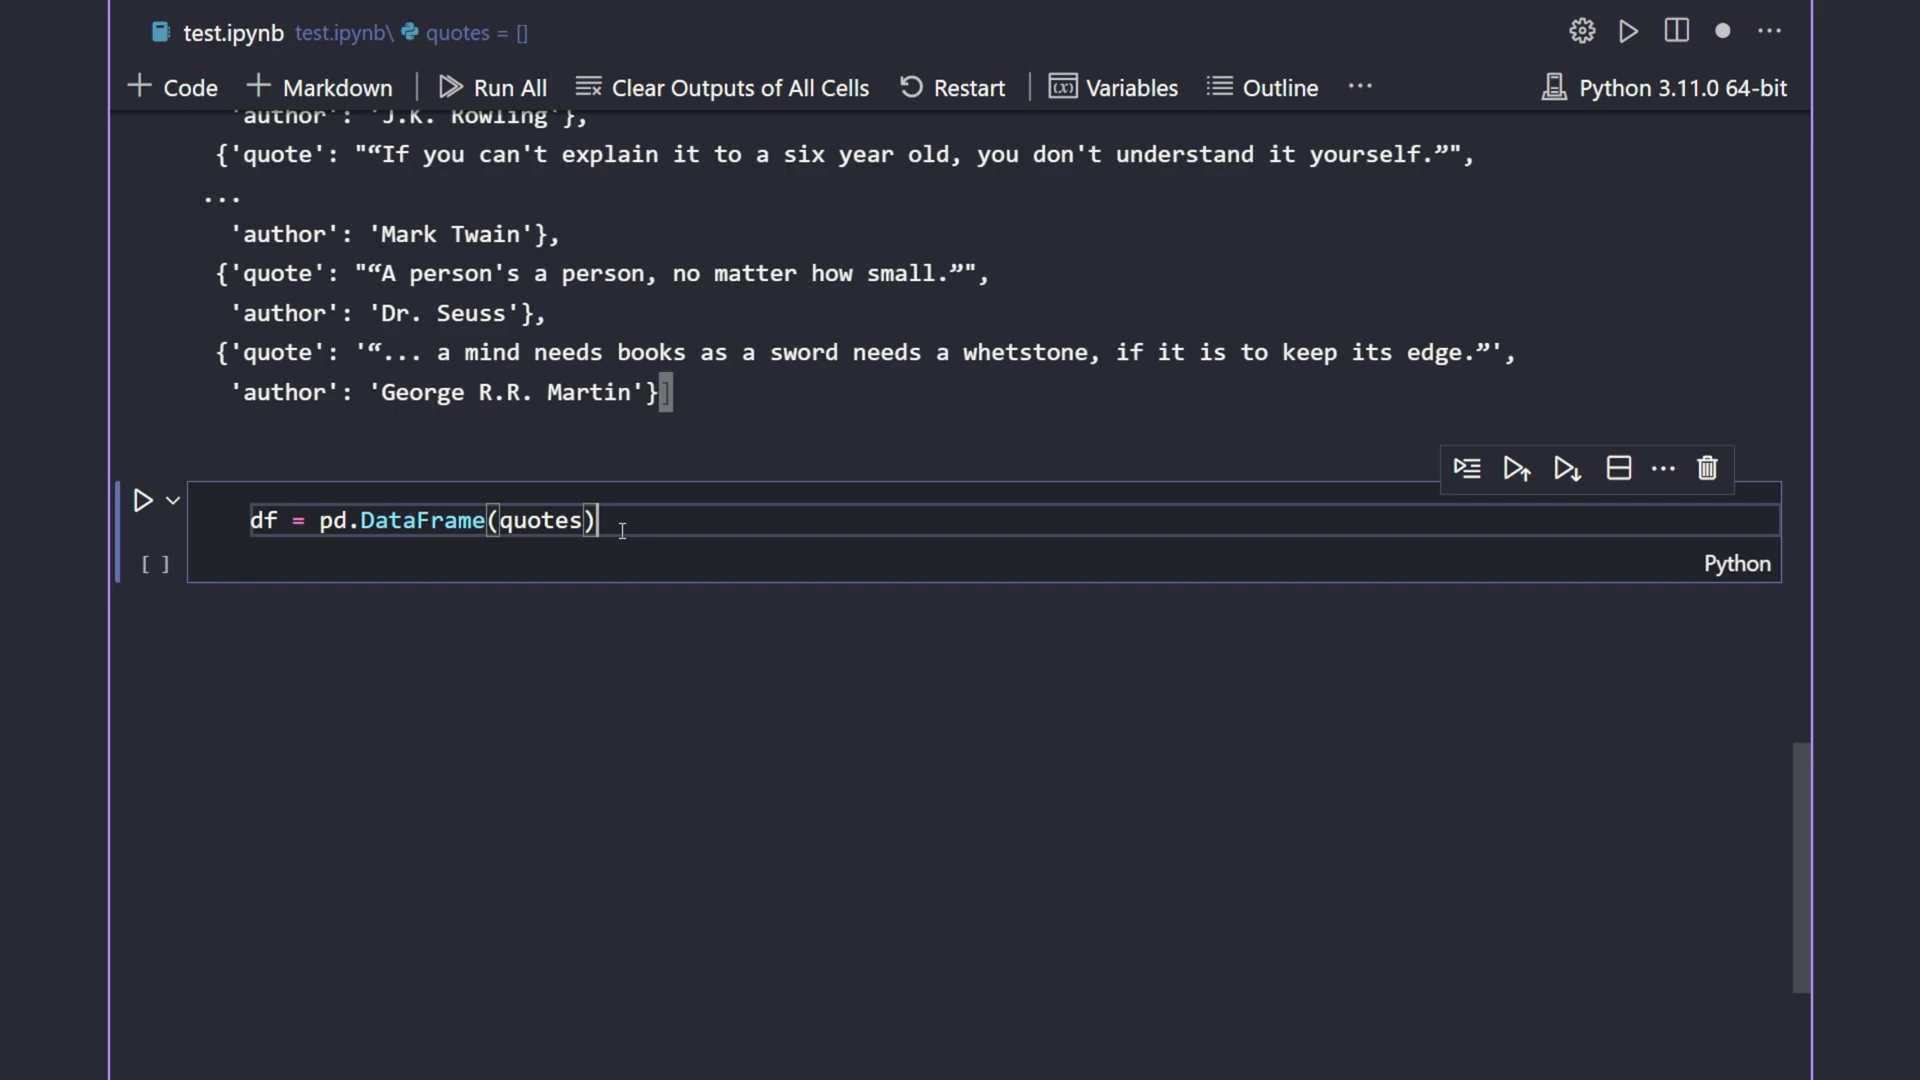 test.ipynb test.ipynb\ quotes = []
Code Markdown Run All Clear Outputs of All Cells Restart Variables Outline ... Python 3.11.0 64-bit
'author': 'J.K. Rowling'},
{'quote': "“If you can't explain it to a six year old, you don't understand it yourself.”",
...
'author': 'Mark Twain'},
{'quote': "“A person's a person, no matter how small.”",
'author': 'Dr. Seuss'},
{'quote': '“... a mind needs books as a sword needs a whetstone, if it is to keep its edge.”',
'author': 'George R.R. Martin'}]
df = pd.DataFrame(quotes)
[ ] Python